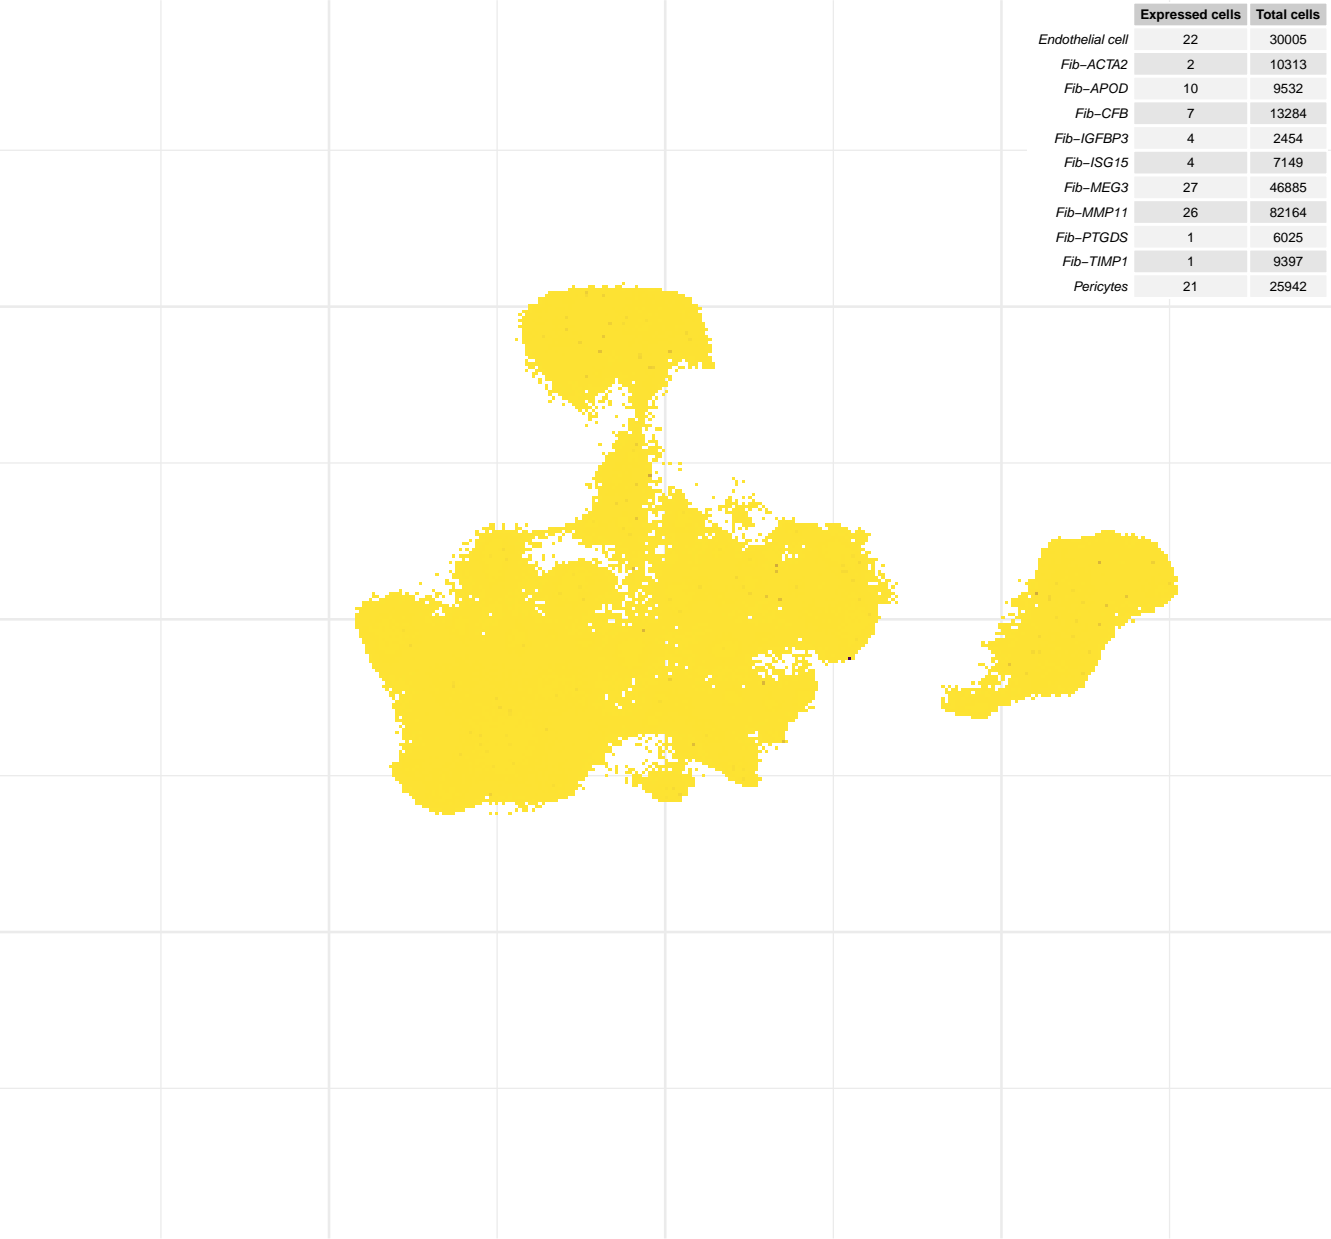 Expressed cells Total cells
Endothelial cell 22 30005
Fib−ACTA2 2 10313
Fib−APOD 10 9532
Fib−CFB 7 13284
Fib−IGFBP3 4 2454
Fib−ISG15 4 7149
Fib−MEG3 27 46885
Fib−MMP11 26 82164
Fib−PTGDS 1 6025
Fib−TIMP1 1 9397
Pericytes 21 25942